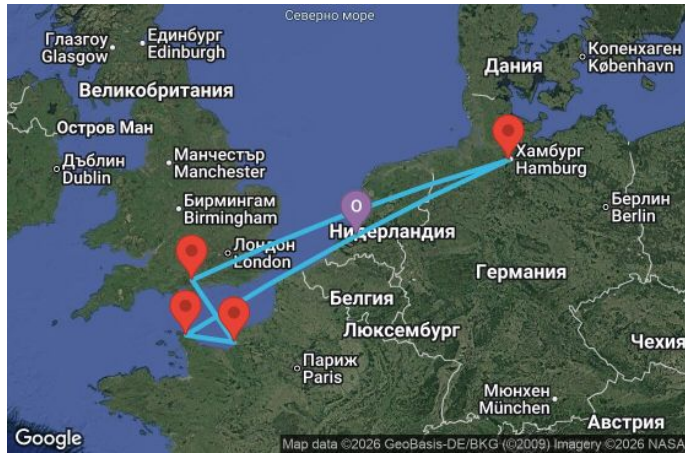 Северно море
Глазгоу
Glasgow
Единбург
Edinburgh
Копенхаген
København
Дания
Великобритания
Остров Ман
Хамбург
Hamburg
Дъблин
Dublin
Манчестър
Manchester
Берлин
Berlin
Бирмингам
Birmingham
O
Нидерландия
Лондон
London
Германия
Белгия
Люксембург
Чехия
Париж
Paris
Мюнхен
München
Австрия
Google
Map data ©2026 GeoBasis-DE/BKG (©2009) Imagery ©2026 NASA